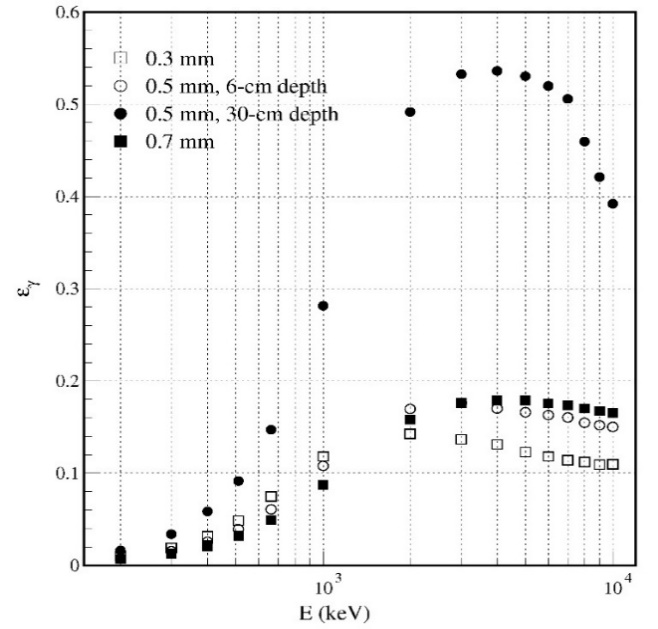 0.6
0.3 mm
0.5 mm, 6-cm depth
0.5 0.5 mm, 30-cm depth
0.7 mm
0.4
εγ
0.3
0.2
0.1
0
10³ 10⁴
E (keV)